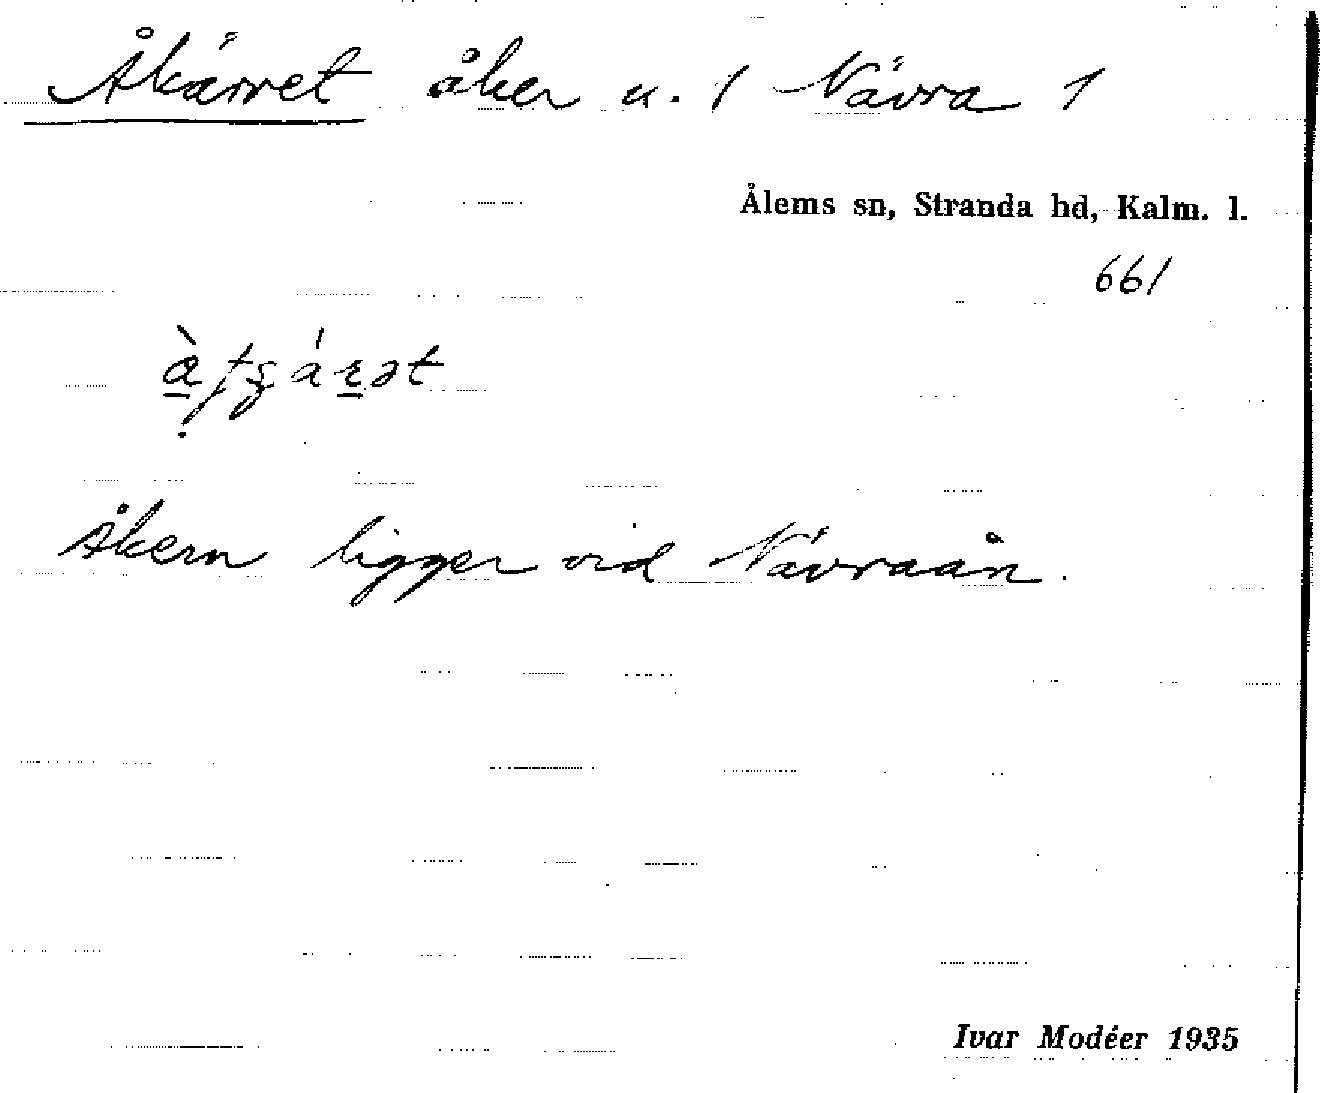 Åkärret åker u. 1 Nävra 1
Ålems sn, Stranda hd, Kalm. l.
661
Åkern ligger vid Nävraån.
Ivar Modéer 1935